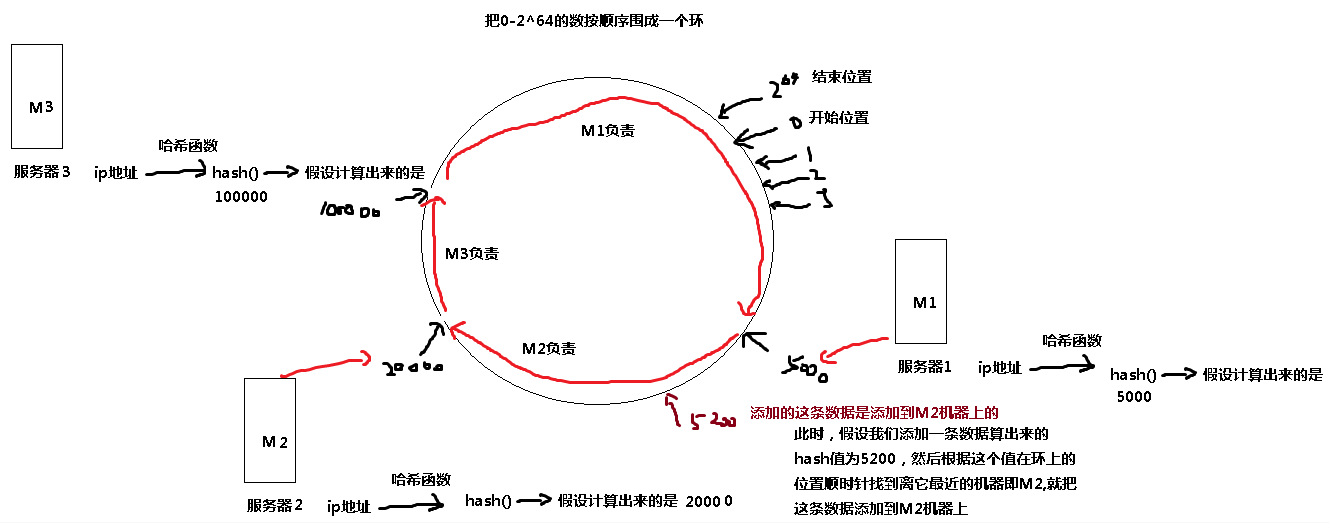 把0-2^64的数按顺序围成一个环
2^64 结束位置
0 开始位置
1
2
3
M3
服务器3
ip地址
哈希函数
hash()
100000
假设计算出来的是
100000
M1负责
M3负责
M2负责
M1
服务器1
ip地址
哈希函数
hash()
5000
假设计算出来的是
5000
20000
5200
添加的这条数据是添加到M2机器上的
此时，假设我们添加一条数据算出来的
hash值为5200，然后根据这个值在环上的
位置顺时针找到离它最近的机器即M2,就把
这条数据添加到M2机器上
M2
服务器2
ip地址
哈希函数
hash()
假设计算出来的是 2000 0